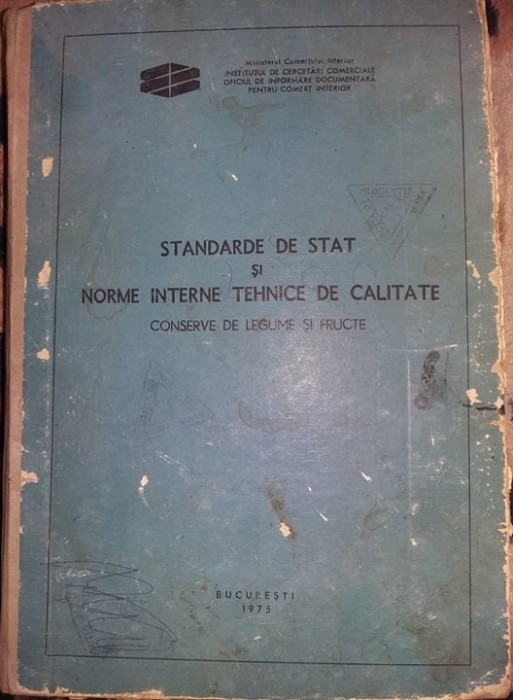 Ministerul Comerțului Interior
INSTITUTUL DE CERCETĂRI COMERCIALE
OFICIUL DE INFORMARE DOCUMENTARĂ
PENTRU COMERȚ INTERIOR
STANDARDE DE STAT
ȘI
NORME INTERNE TEHNICE DE CALITATE
CONSERVE DE LEGUME ȘI FRUCTE
BUCUREȘTI
1975